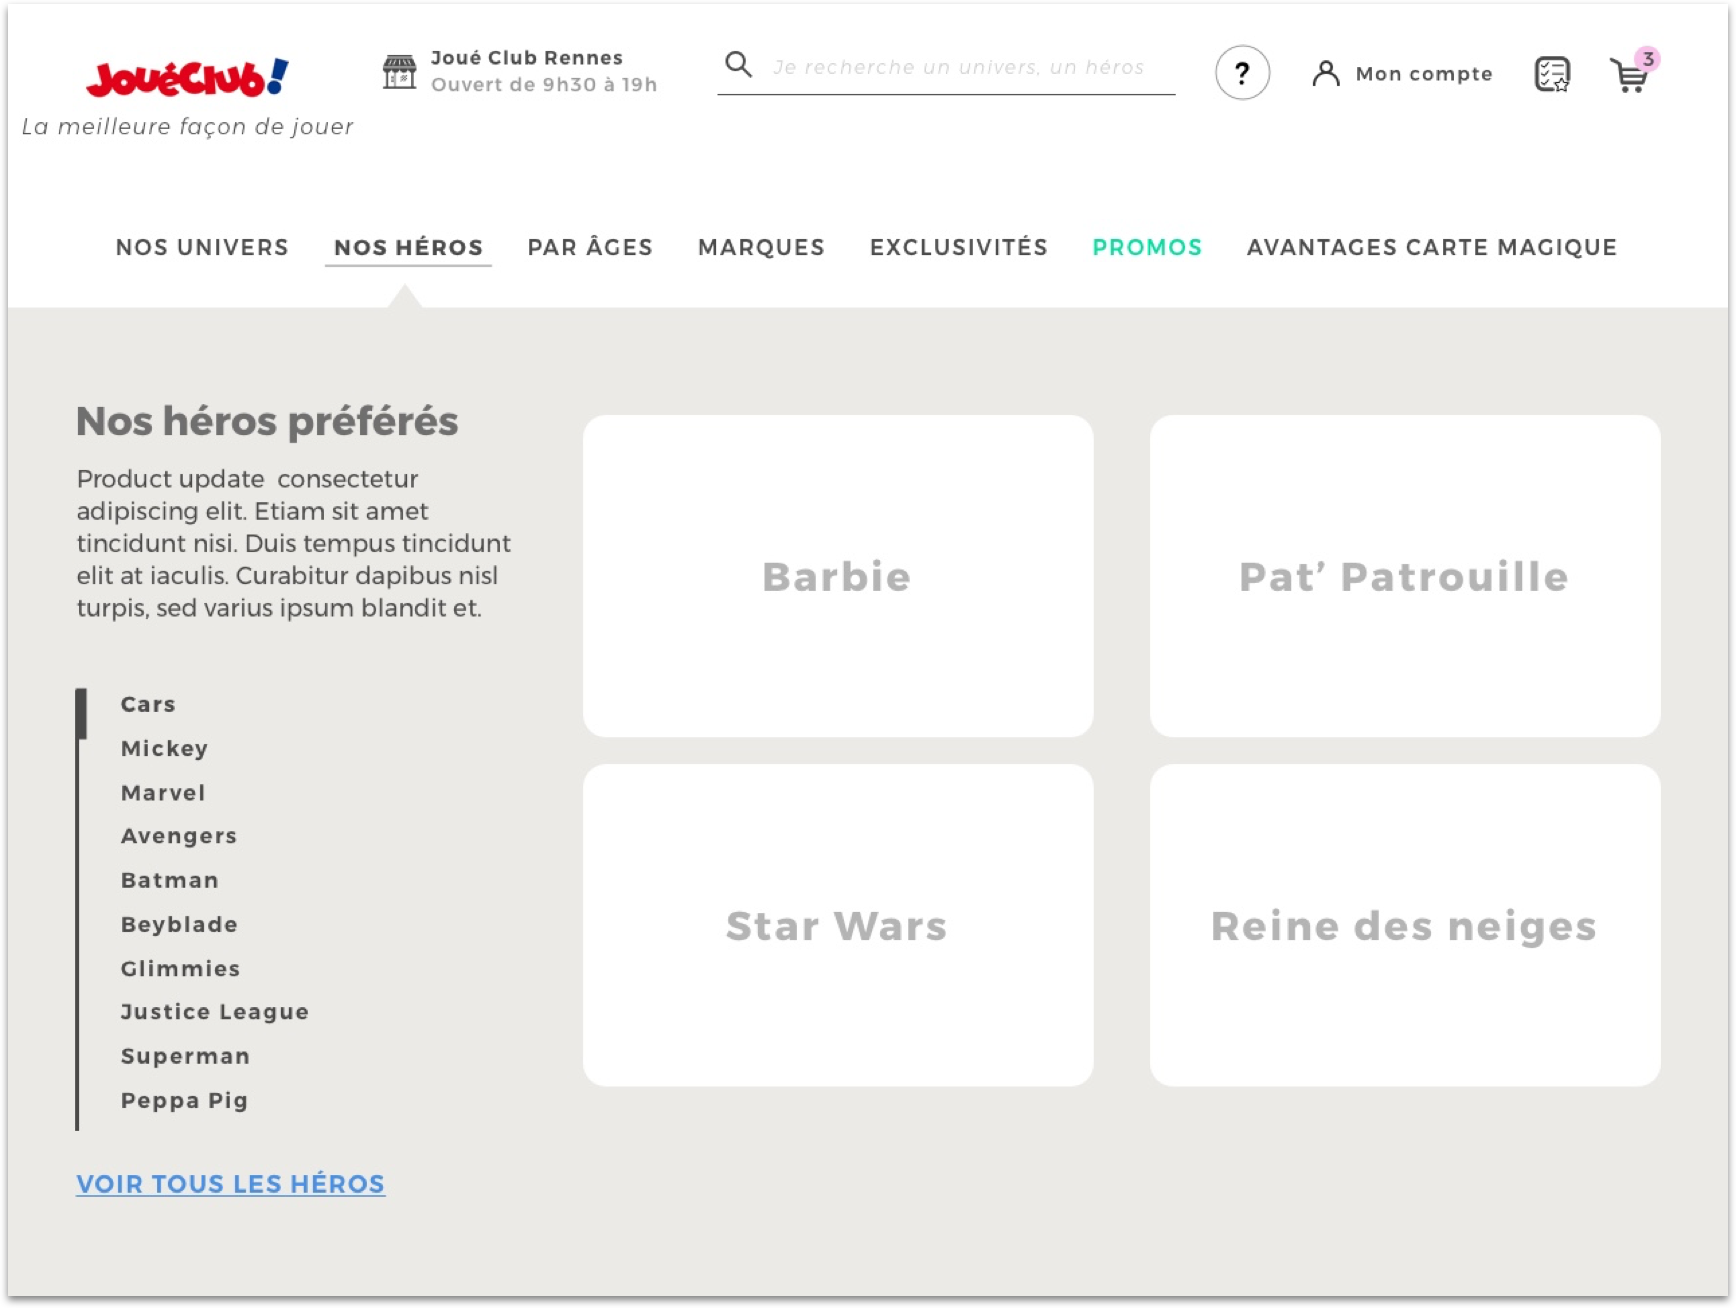 JouéClub!
La meilleure façon de jouer
Joué Club Rennes
Ouvert de 9h30 à 19h
Je recherche un univers, un héros
?
Mon compte
3
NOS UNIVERS
NOS HÉROS
PAR ÂGES
MARQUES
EXCLUSIVITÉS
PROMOS
AVANTAGES CARTE MAGIQUE
Nos héros préférés
Product update consectetur
adipiscing elit. Etiam sit amet
tincidunt nisi. Duis tempus tincidunt
elit at iaculis. Curabitur dapibus nisl
turpis, sed varius ipsum blandit et.
Cars
Mickey
Marvel
Avengers
Batman
Beyblade
Glimmies
Justice League
Superman
Peppa Pig
VOIR TOUS LES HÉROS
Barbie
Pat’ Patrouille
Star Wars
Reine des neiges